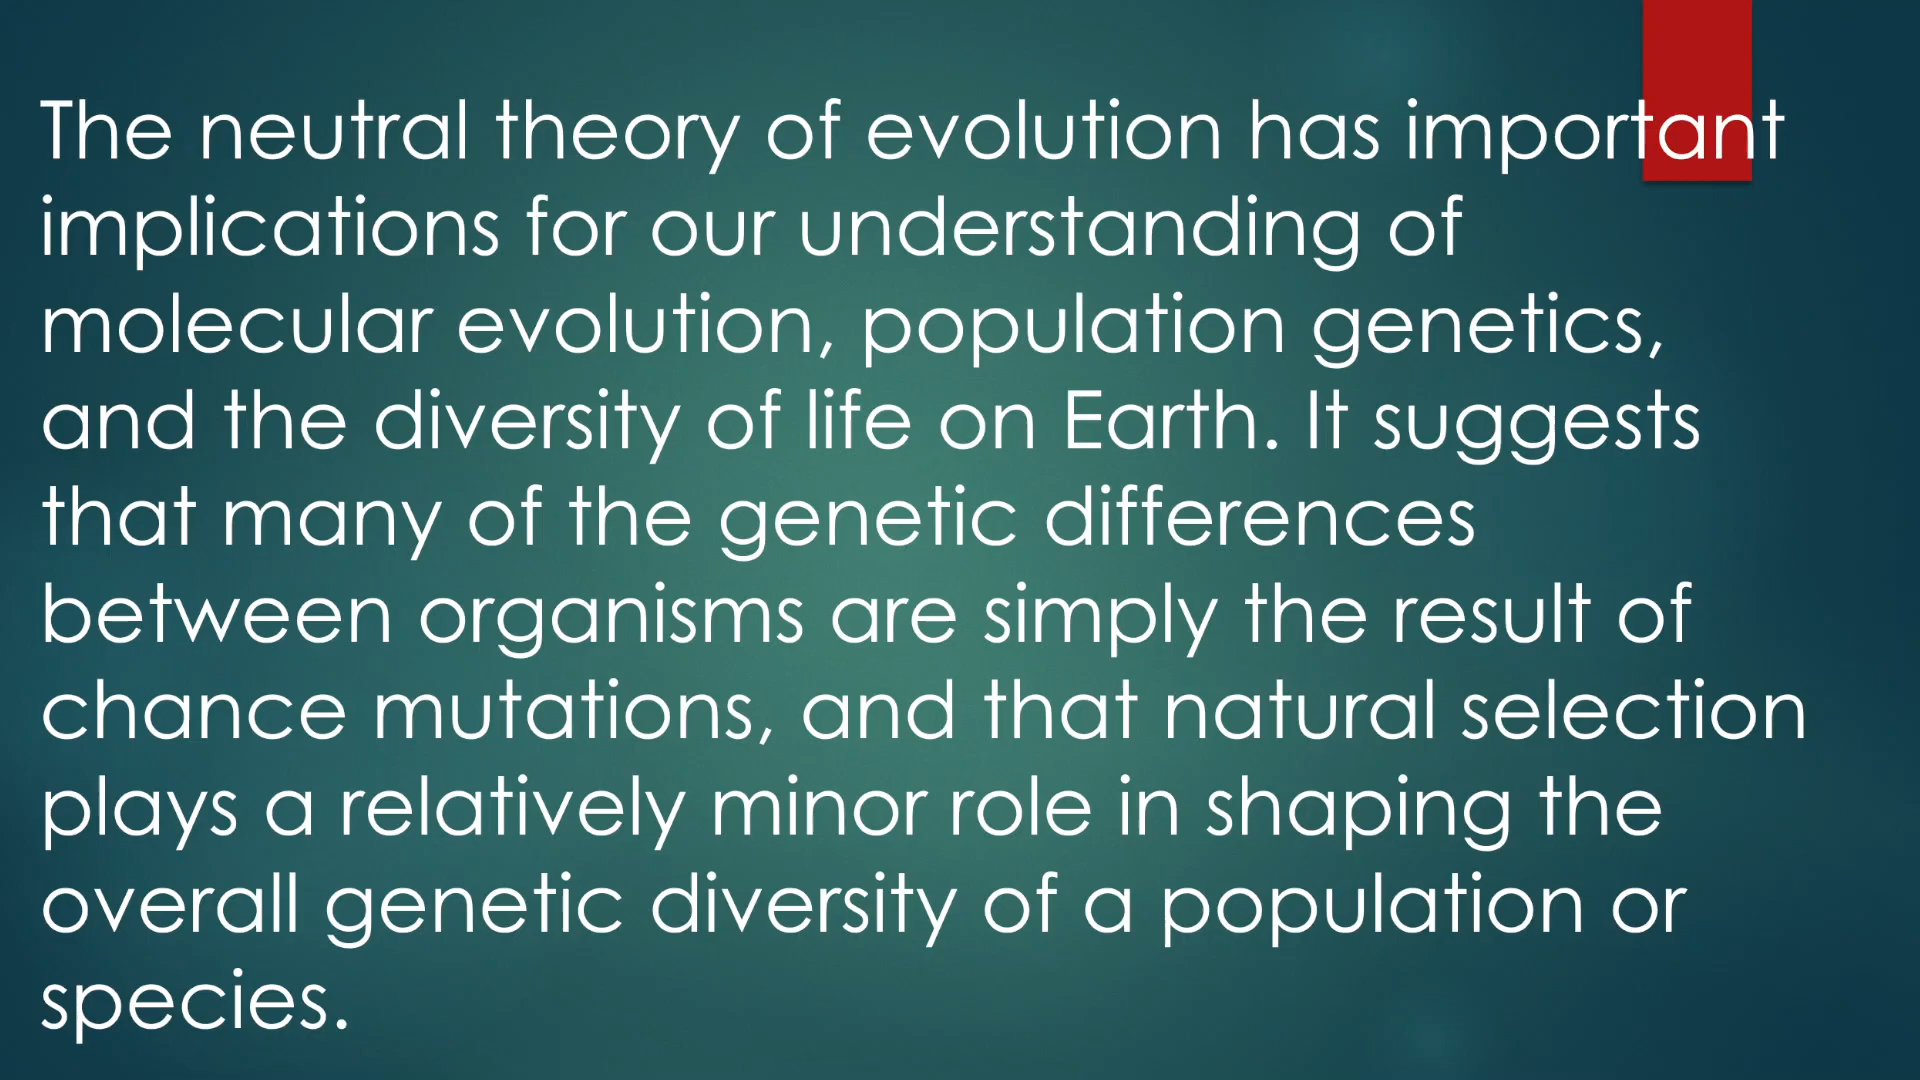 The neutral theory of evolution has important
implications for our understanding of
molecular evolution, population genetics,
and the diversity of life on Earth. It suggests
that many of the genetic differences
between organisms are simply the result of
chance mutations, and that natural selection
plays a relatively minor role in shaping the
overall genetic diversity of a population or
species.